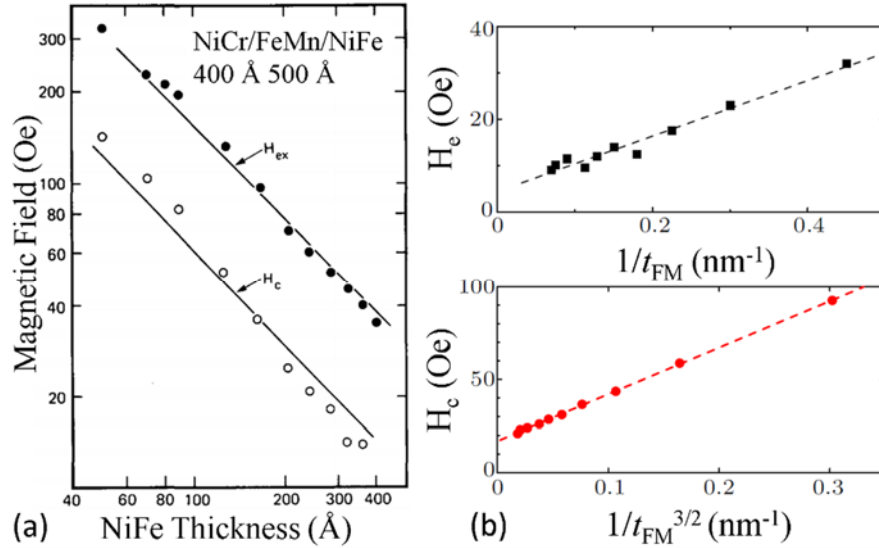 300
200
100
80
60
40
20
Magnetic Field (Oe)
NiCr/FeMn/NiFe
400 Å 500 Å
Hex
Hc
40
60
80
100
200
300
400
NiFe Thickness (Å)
(a)
40
20
0
He (Oe)
0
0.2
0.4
1/tFM (nm-1)
100
50
0
Hc (Oe)
0
0.1
0.2
0.3
1/tFM3/2 (nm-1)
(b)